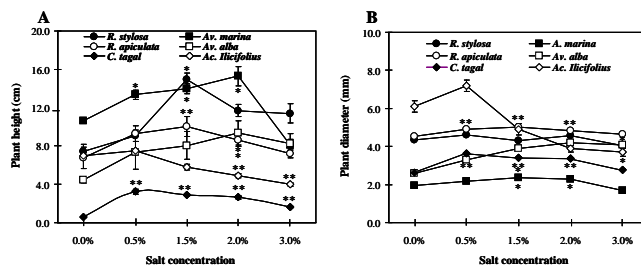 A
R. stylosa Av. marina
R. apiculata Av. alba
C. tagal Ac. Ilicifolius
Plant height (cm)
20.0
16.0
12.0
8.0
4.0
0.0
* * * * ** * * * ** ** ** ** ** **
0.0% 0.5% 1.5% 2.0% 3.0%
Salt concentration
B
R. stylosa A. marina
R. apiculata Av. alba
C. tagal Ac. Ilicifolius
Plant diameter (mm)
8.0
6.0
4.0
2.0
0.0
** ** ** ** ** ** * * * *
0.0% 0.5% 1.5% 2.0% 3.0%
Salt concentration